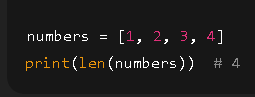 numbers = [1, 2, 3, 4]
print(len(numbers))  # 4